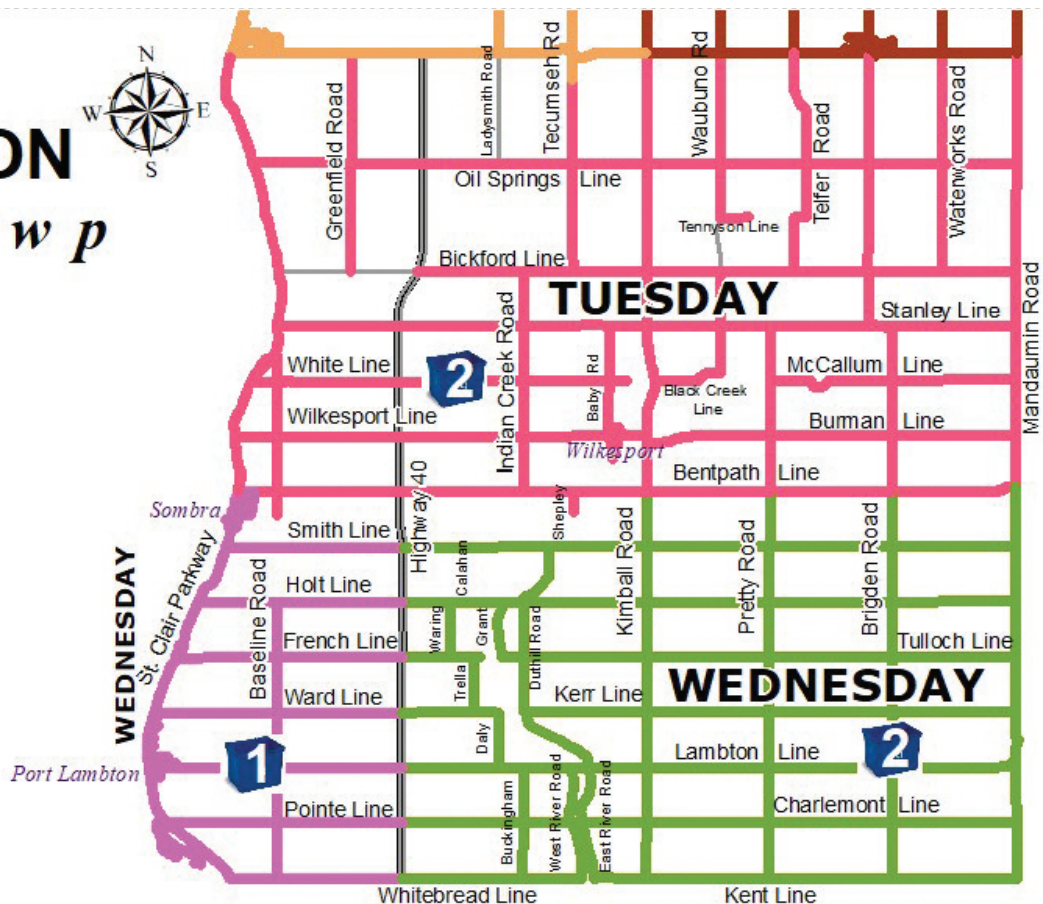 N
W E
S
ON
w p
Greenfield Road
Ladysmith Road
Tecumseh Rd
Waubuno Rd
Telfer Road
Waterworks Road
Oil Springs Line
Tennyson Line
Bickford Line
TUESDAY
Stanley Line
Mandaumin Road
Indian Creek Road
White Line
2
Baby Rd
McCallum Line
Black Creek
Line
Wilkesport Line
Burman Line
Wilkesport
Bentpath Line
Highway 40
Sombra
Smith Line
Shepley
Kimball Road
Pretty Road
Brigden Road
WEDNESDAY
St. Clair Parkway
Baseline Road
Holt Line
Calahan
Waring
Grant
Duthill Road
French Line
Tulloch Line
Trella
Ward Line
Kerr Line
WEDNESDAY
Daly
Port Lambton
1
Lambton Line
2
Pointe Line
Buckingham
West River Road
East River Road
Charlemont Line
Whitebread Line
Kent Line